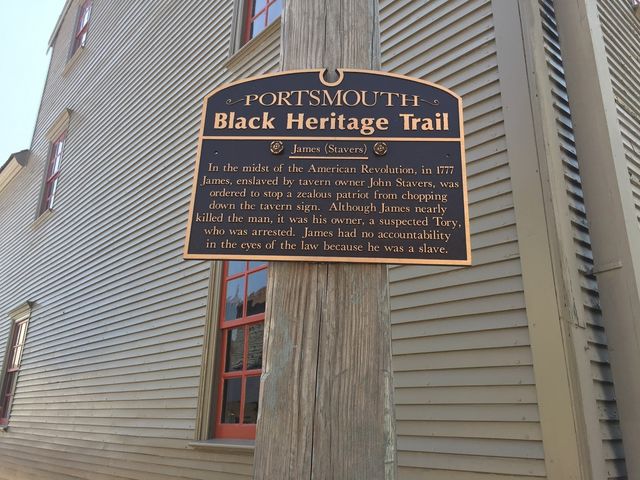 PORTSMOUTH
Black Heritage Trail
James (Stavers)
In the midst of the American Revolution, in 1777
James, enslaved by tavern owner John Stavers, was
ordered to stop a zealous patriot from chopping
down the tavern sign. Although James nearly
killed the man, it was his owner, a suspected Tory,
who was arrested. James had no accountability
in the eyes of the law because he was a slave.